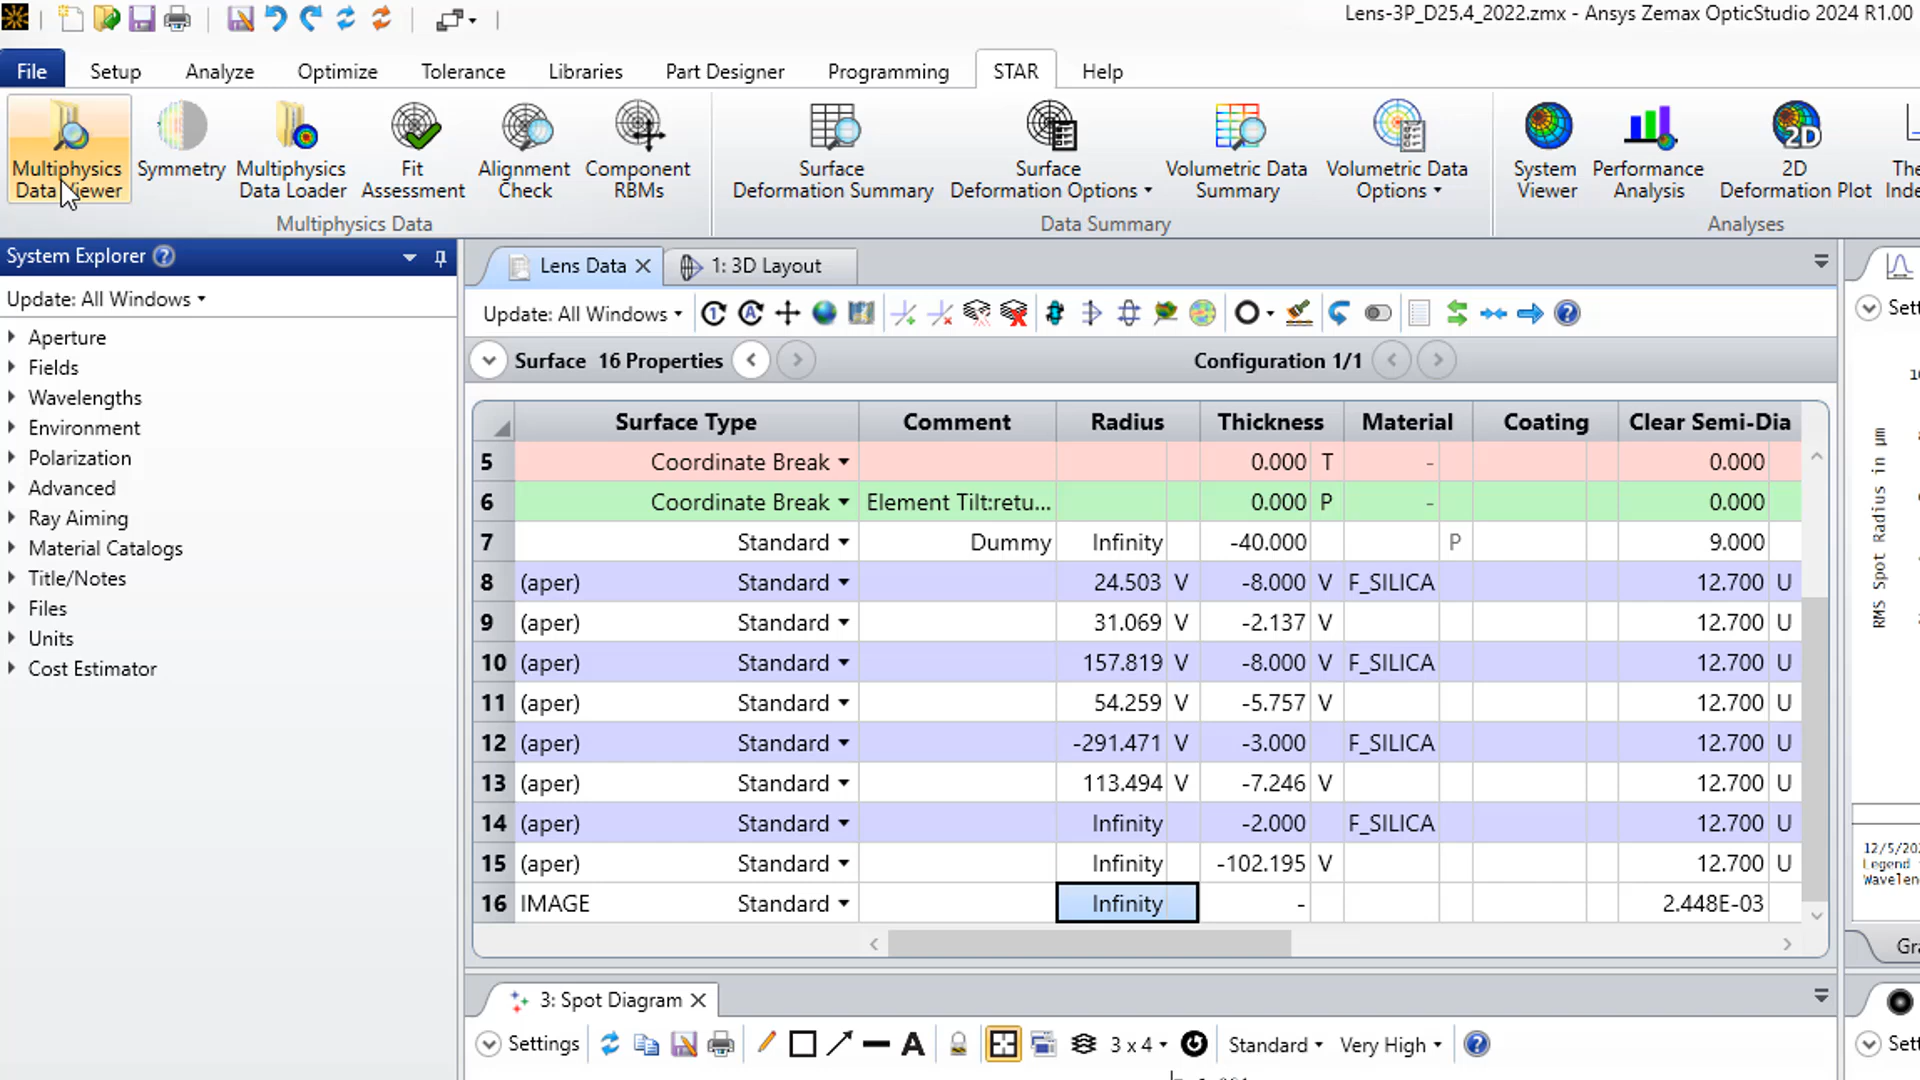 Lens-3P_D25.4_2022.zmx - Ansys Zemax OpticStudio 2024 R1.00
File Setup Analyze Optimize Tolerance Libraries Part Designer Programming STAR Help
Multiphysics Data Viewer
Symmetry
Multiphysics Data Loader
Fit Assessment
Alignment Check
Component RBMs
Surface Deformation Summary
Surface Deformation Options
Volumetric Data Summary
Volumetric Data Options
System Viewer
Performance Analysis
2D Deformation Plot
Multiphysics Data
Data Summary
Analyses
System Explorer
Update: All Windows
Aperture
Fields
Wavelengths
Environment
Polarization
Advanced
Ray Aiming
Material Catalogs
Title/Notes
Files
Units
Cost Estimator
Lens Data
1: 3D Layout
Update: All Windows
Surface 16 Properties
Configuration 1/1
Surface Type Comment Radius Thickness Material Coating Clear Semi-Dia
5 Coordinate Break 0.000 T - 0.000
6 Coordinate Break Element Tilt:retu... 0.000 P - 0.000
7 Standard Dummy Infinity -40.000 P 9.000
8 (aper) Standard 24.503 V -8.000 V F_SILICA 12.700 U
9 (aper) Standard 31.069 V -2.137 V 12.700 U
10 (aper) Standard 157.819 V -8.000 V F_SILICA 12.700 U
11 (aper) Standard 54.259 V -5.757 V 12.700 U
12 (aper) Standard -291.471 V -3.000 F_SILICA 12.700 U
13 (aper) Standard 113.494 V -7.246 V 12.700 U
14 (aper) Standard Infinity -2.000 F_SILICA 12.700 U
15 (aper) Standard Infinity -102.195 V 12.700 U
16 IMAGE Standard Infinity - 2.448E-03
RMS Spot Radius in µm
Legend
3: Spot Diagram
Settings 3 x 4 Standard Very High